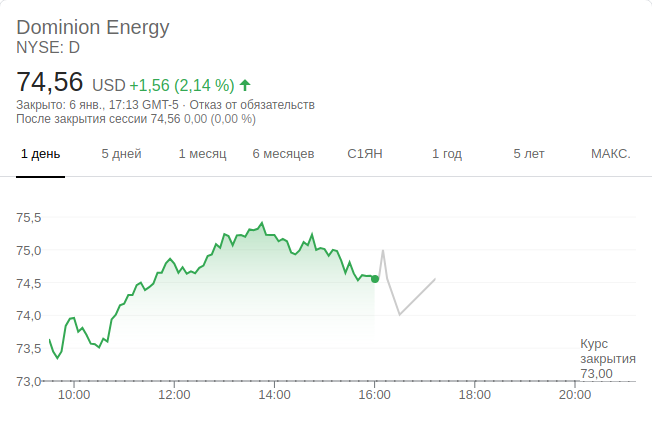 Dominion Energy
NYSE: D
74,56 USD +1,56 (2,14 %)
Закрыто: 6 янв., 17:13 GMT-5 · Отказ от обязательств
После закрытия сессии 74,56 0,00 (0,00 %)
1 день 5 дней 1 месяц 6 месяцев С1ЯН 1 год 5 лет МАКС.
75,5
75,0
74,5
74,0
73,5
73,0
Курс
закрытия
73,00
10:00 12:00 14:00 16:00 18:00 20:00